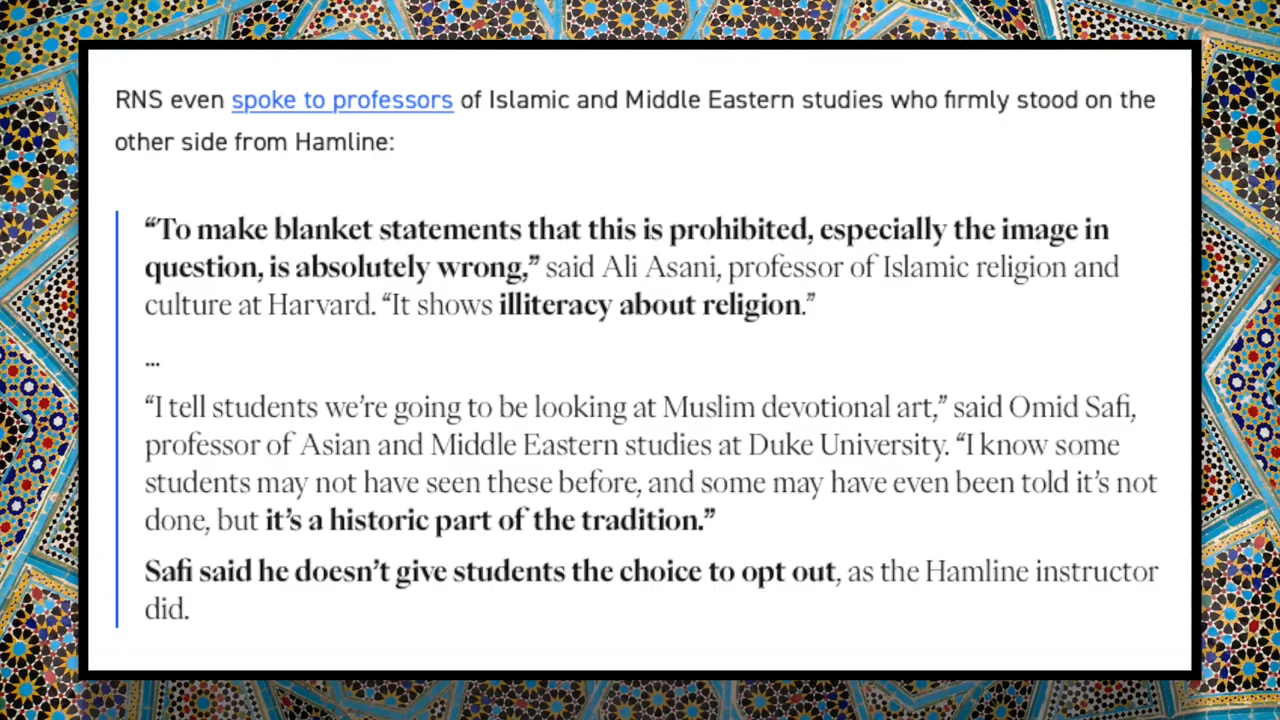 RNS even spoke to professors of Islamic and Middle Eastern studies who firmly stood on the
other side from Hamline:
“To make blanket statements that this is prohibited, especially the image in
question, is absolutely wrong,” said Ali Asani, professor of Islamic religion and
culture at Harvard. “It shows illiteracy about religion.”
...
“I tell students we’re going to be looking at Muslim devotional art,” said Omid Safi,
professor of Asian and Middle Eastern studies at Duke University. “I know some
students may not have seen these before, and some may have even been told it’s not
done, but it’s a historic part of the tradition.”
Safi said he doesn’t give students the choice to opt out, as the Hamline instructor
did.